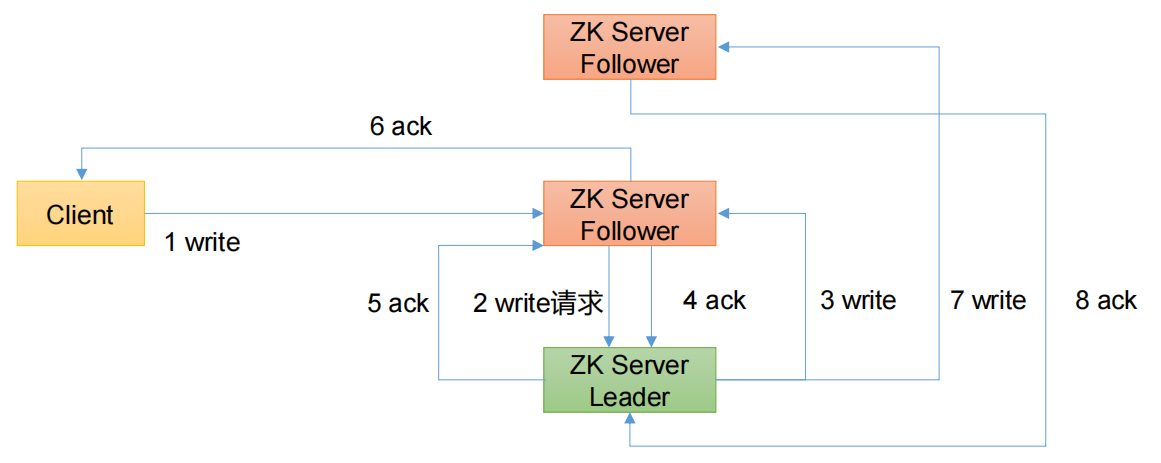 ZK Server
Follower
6 ack
Client
ZK Server
Follower
1 write
5 ack
2 write请求
4 ack
3 write
7 write
8 ack
ZK Server
Leader